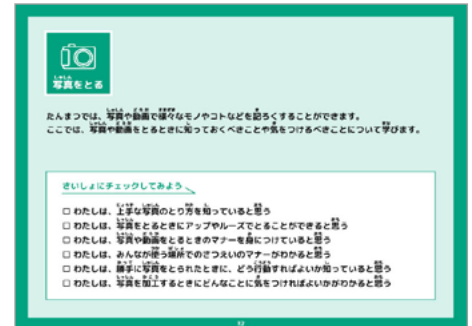 写真をとる
たんまつでは、写真や動画で様々なモノやコトなどを記ろくすることができます。
ここでは、写真や動画をとるときに知っておくべきことや気をつけるべきことについて学びます。
さいしょにチェックしてみよう
□ わたしは、上手な写真のとり方を知っていると思う
□ わたしは、写真をとるときにアップやルーズでとることができると思う
□ わたしは、写真や動画をとるときのマナーを身につけていると思う
□ わたしは、みんなが使う場所でのさつえいのマナーがわかると思う
□ わたしは、勝手に写真をとられたときに、どう行動すればよいか知っていると思う
□ わたしは、写真を加工するときにどんなことに気をつければよいかがわかると思う